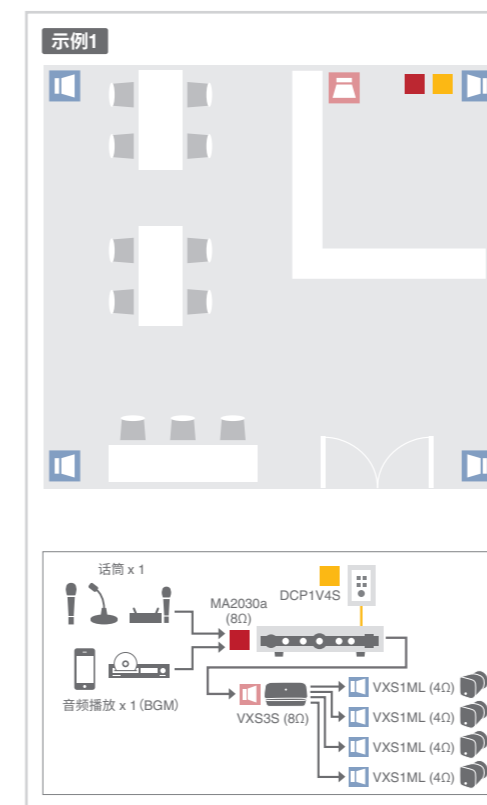 示例1
话筒 x 1
MA2030a
(8Ω)
DCP1V4S
音频播放 x 1（BGM）
VXS3S (8Ω)
VXS1ML (4Ω)
VXS1ML (4Ω)
VXS1ML (4Ω)
VXS1ML (4Ω)